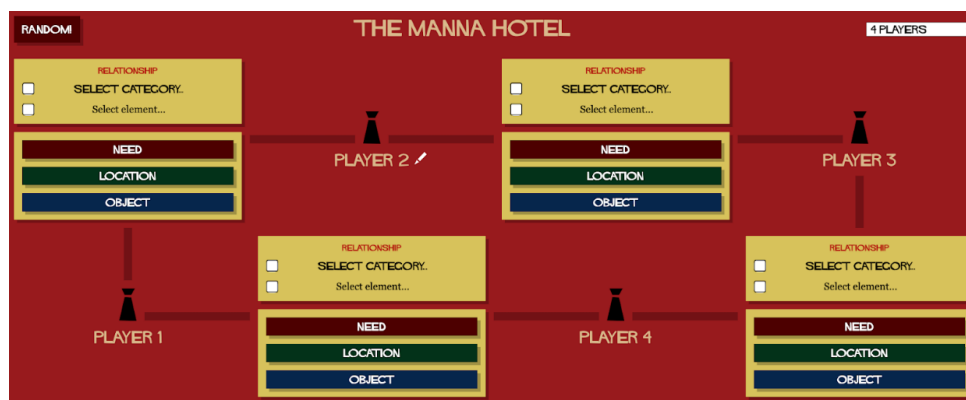 RANDOM!
THE MANNA HOTEL
4 PLAYERS
RELATIONSHIP
SELECT CATEGORY..
Select element...
NEED
LOCATION
OBJECT
PLAYER 2
RELATIONSHIP
SELECT CATEGORY..
Select element...
NEED
LOCATION
OBJECT
PLAYER 3
PLAYER 1
RELATIONSHIP
SELECT CATEGORY..
Select element...
NEED
LOCATION
OBJECT
PLAYER 4
RELATIONSHIP
SELECT CATEGORY..
Select element...
NEED
LOCATION
OBJECT